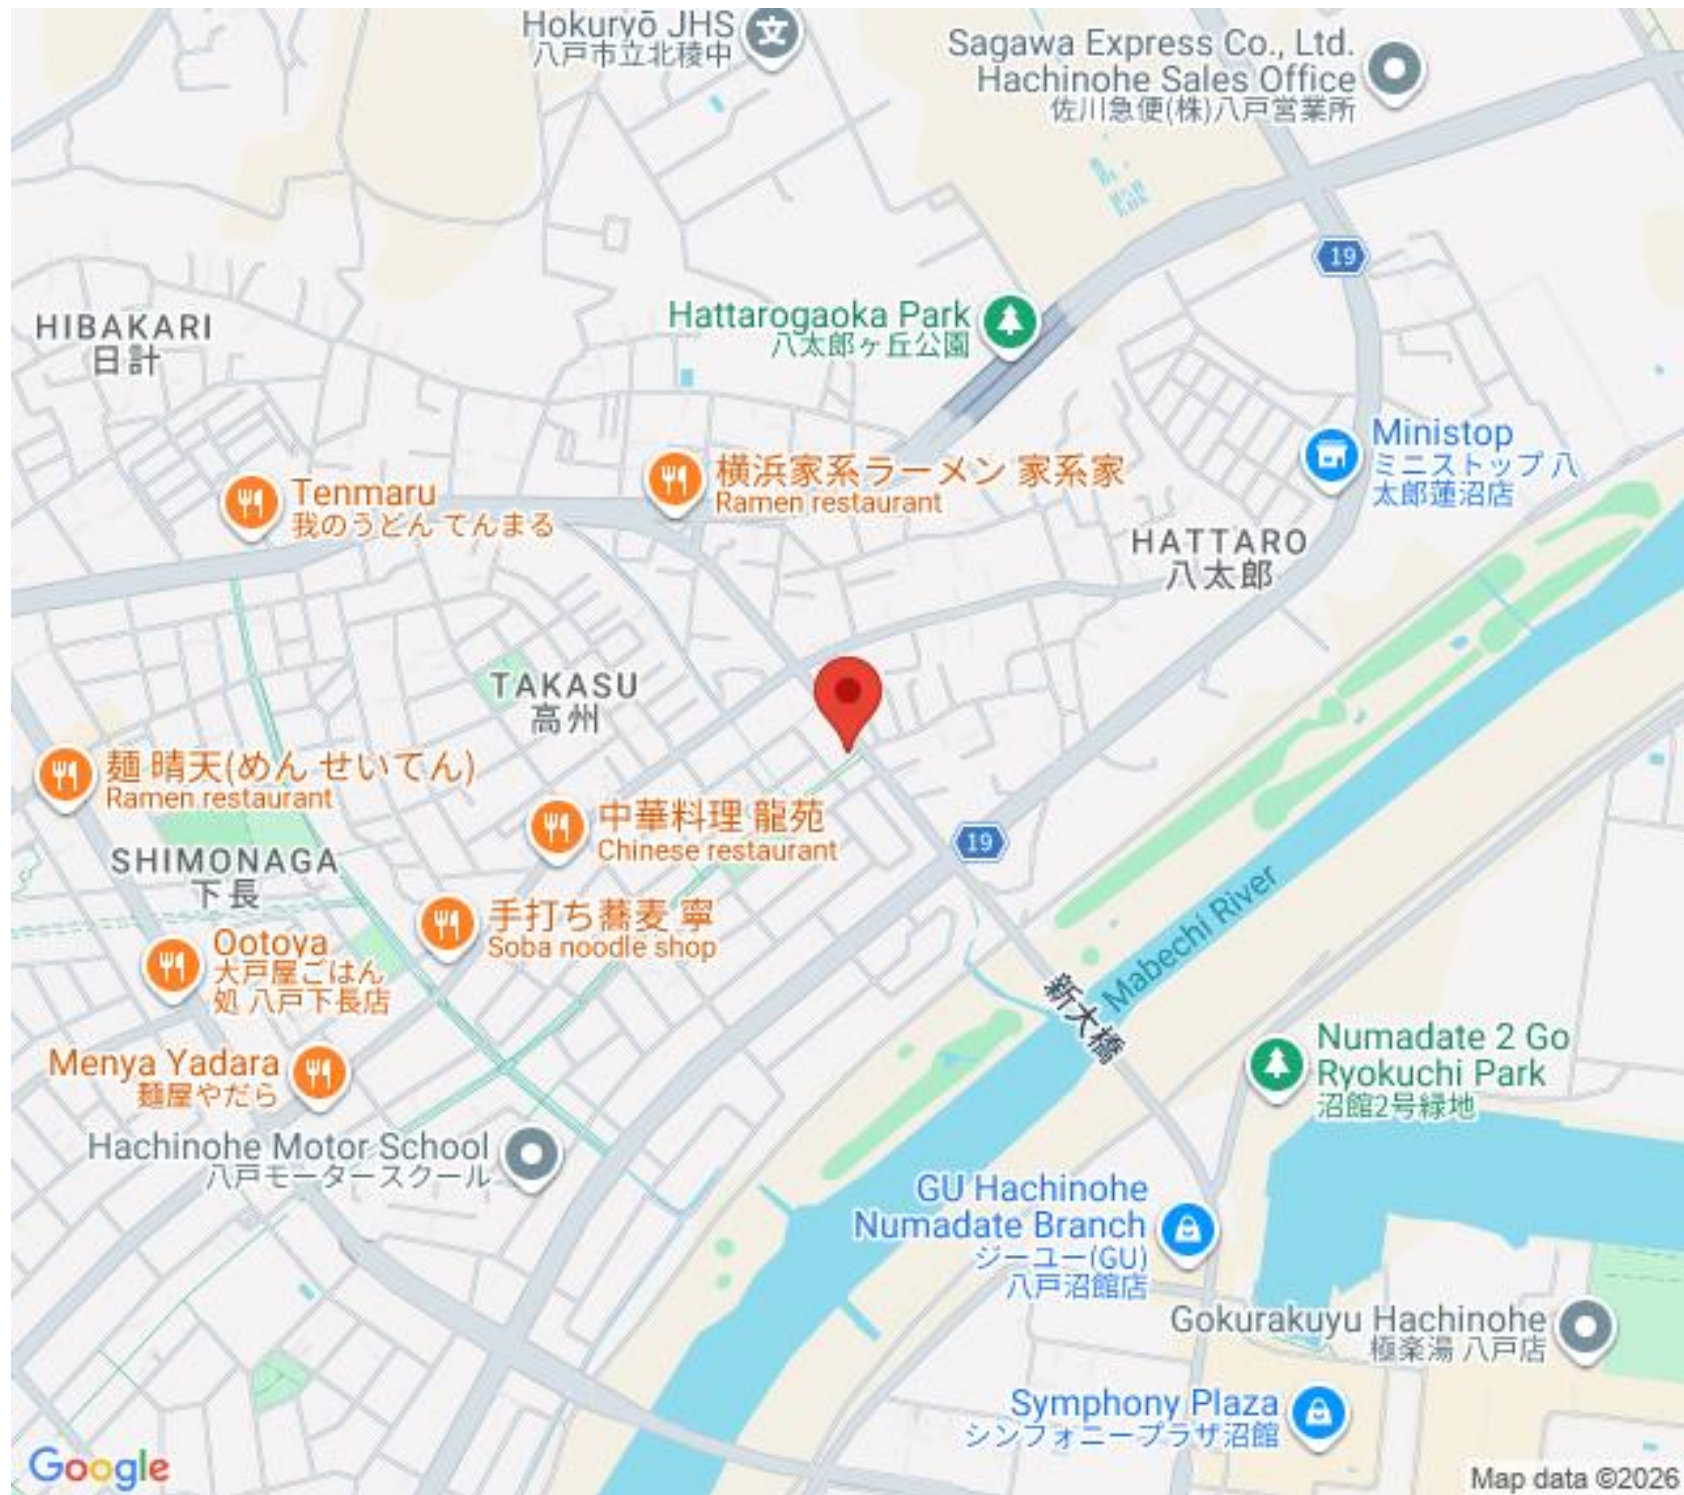 Hokuryō JHS
八戸市立北稜中
Sagawa Express Co., Ltd.
Hachinohe Sales Office
佐川急便(株)八戸営業所
19
HIBAKARI
日計
Hattarogaoka Park
八太郎ヶ丘公園
Ministop
ミニストップ 八
太郎蓮沼店
Tenmaru
我のうどん てんまる
横浜家系ラーメン 家系家
Ramen restaurant
HATTARO
八太郎
TAKASU
高州
麺 晴天(めん せいてん)
Ramen restaurant
中華料理 龍苑
Chinese restaurant
19
SHIMONAGA
下長
手打ち蕎麦 寧
Soba noodle shop
Ootoya
大戸屋ごはん
処 八戸下長店
Mabechi River
新大橋
Menya Yadara
麺屋やだら
Numadate 2 Go
Ryokuchi Park
沼館2号緑地
Hachinohe Motor School
八戸モータースクール
GU Hachinohe
Numadate Branch
ジーユー(GU)
八戸沼館店
Gokurakuyu Hachinohe
極楽湯 八戸店
Symphony Plaza
シンフォニープラザ沼館
Google
Map data ©2026